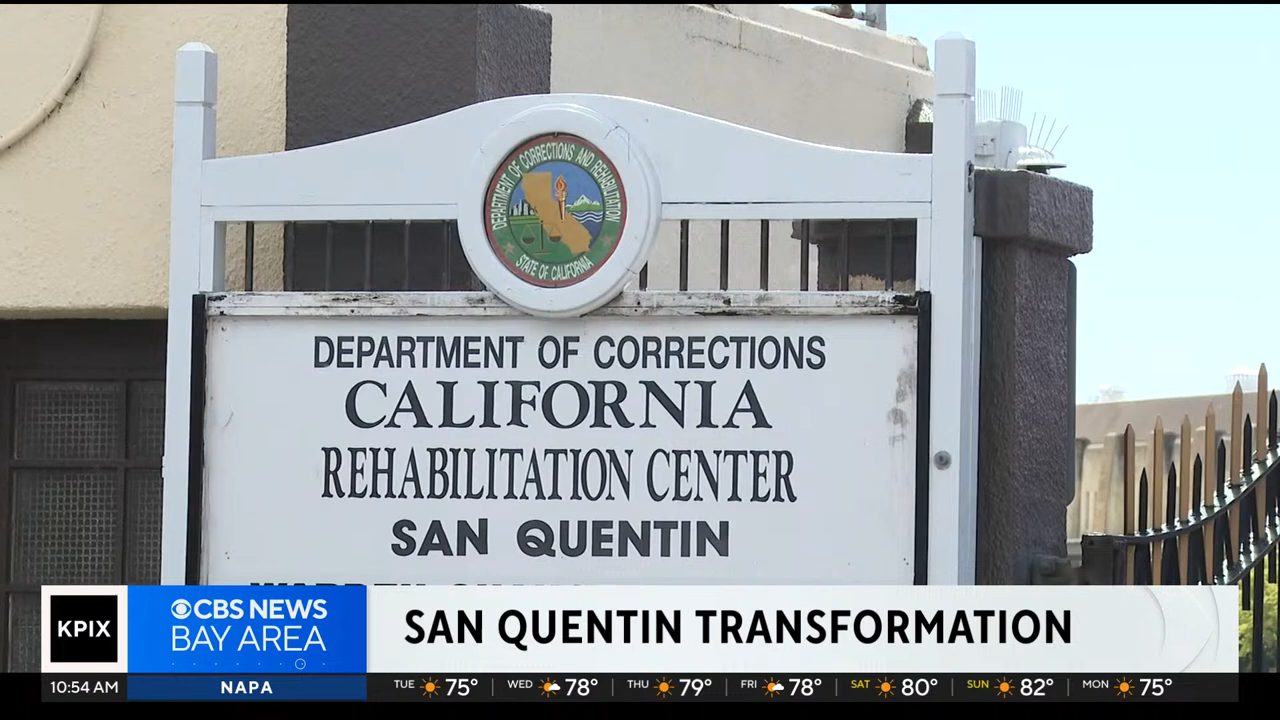 DEPARTMENT OF CORRECTIONS AND REHABILITATION
STATE OF CALIFORNIA
DEPARTMENT OF CORRECTIONS
CALIFORNIA
REHABILITATION CENTER
SAN QUENTIN
KPIX
CBS NEWS
BAY AREA
SAN QUENTIN TRANSFORMATION
10:54 AM
NAPA
TUE 75° WED 78° THU 79° FRI 78° SAT 80° SUN 82° MON 75°